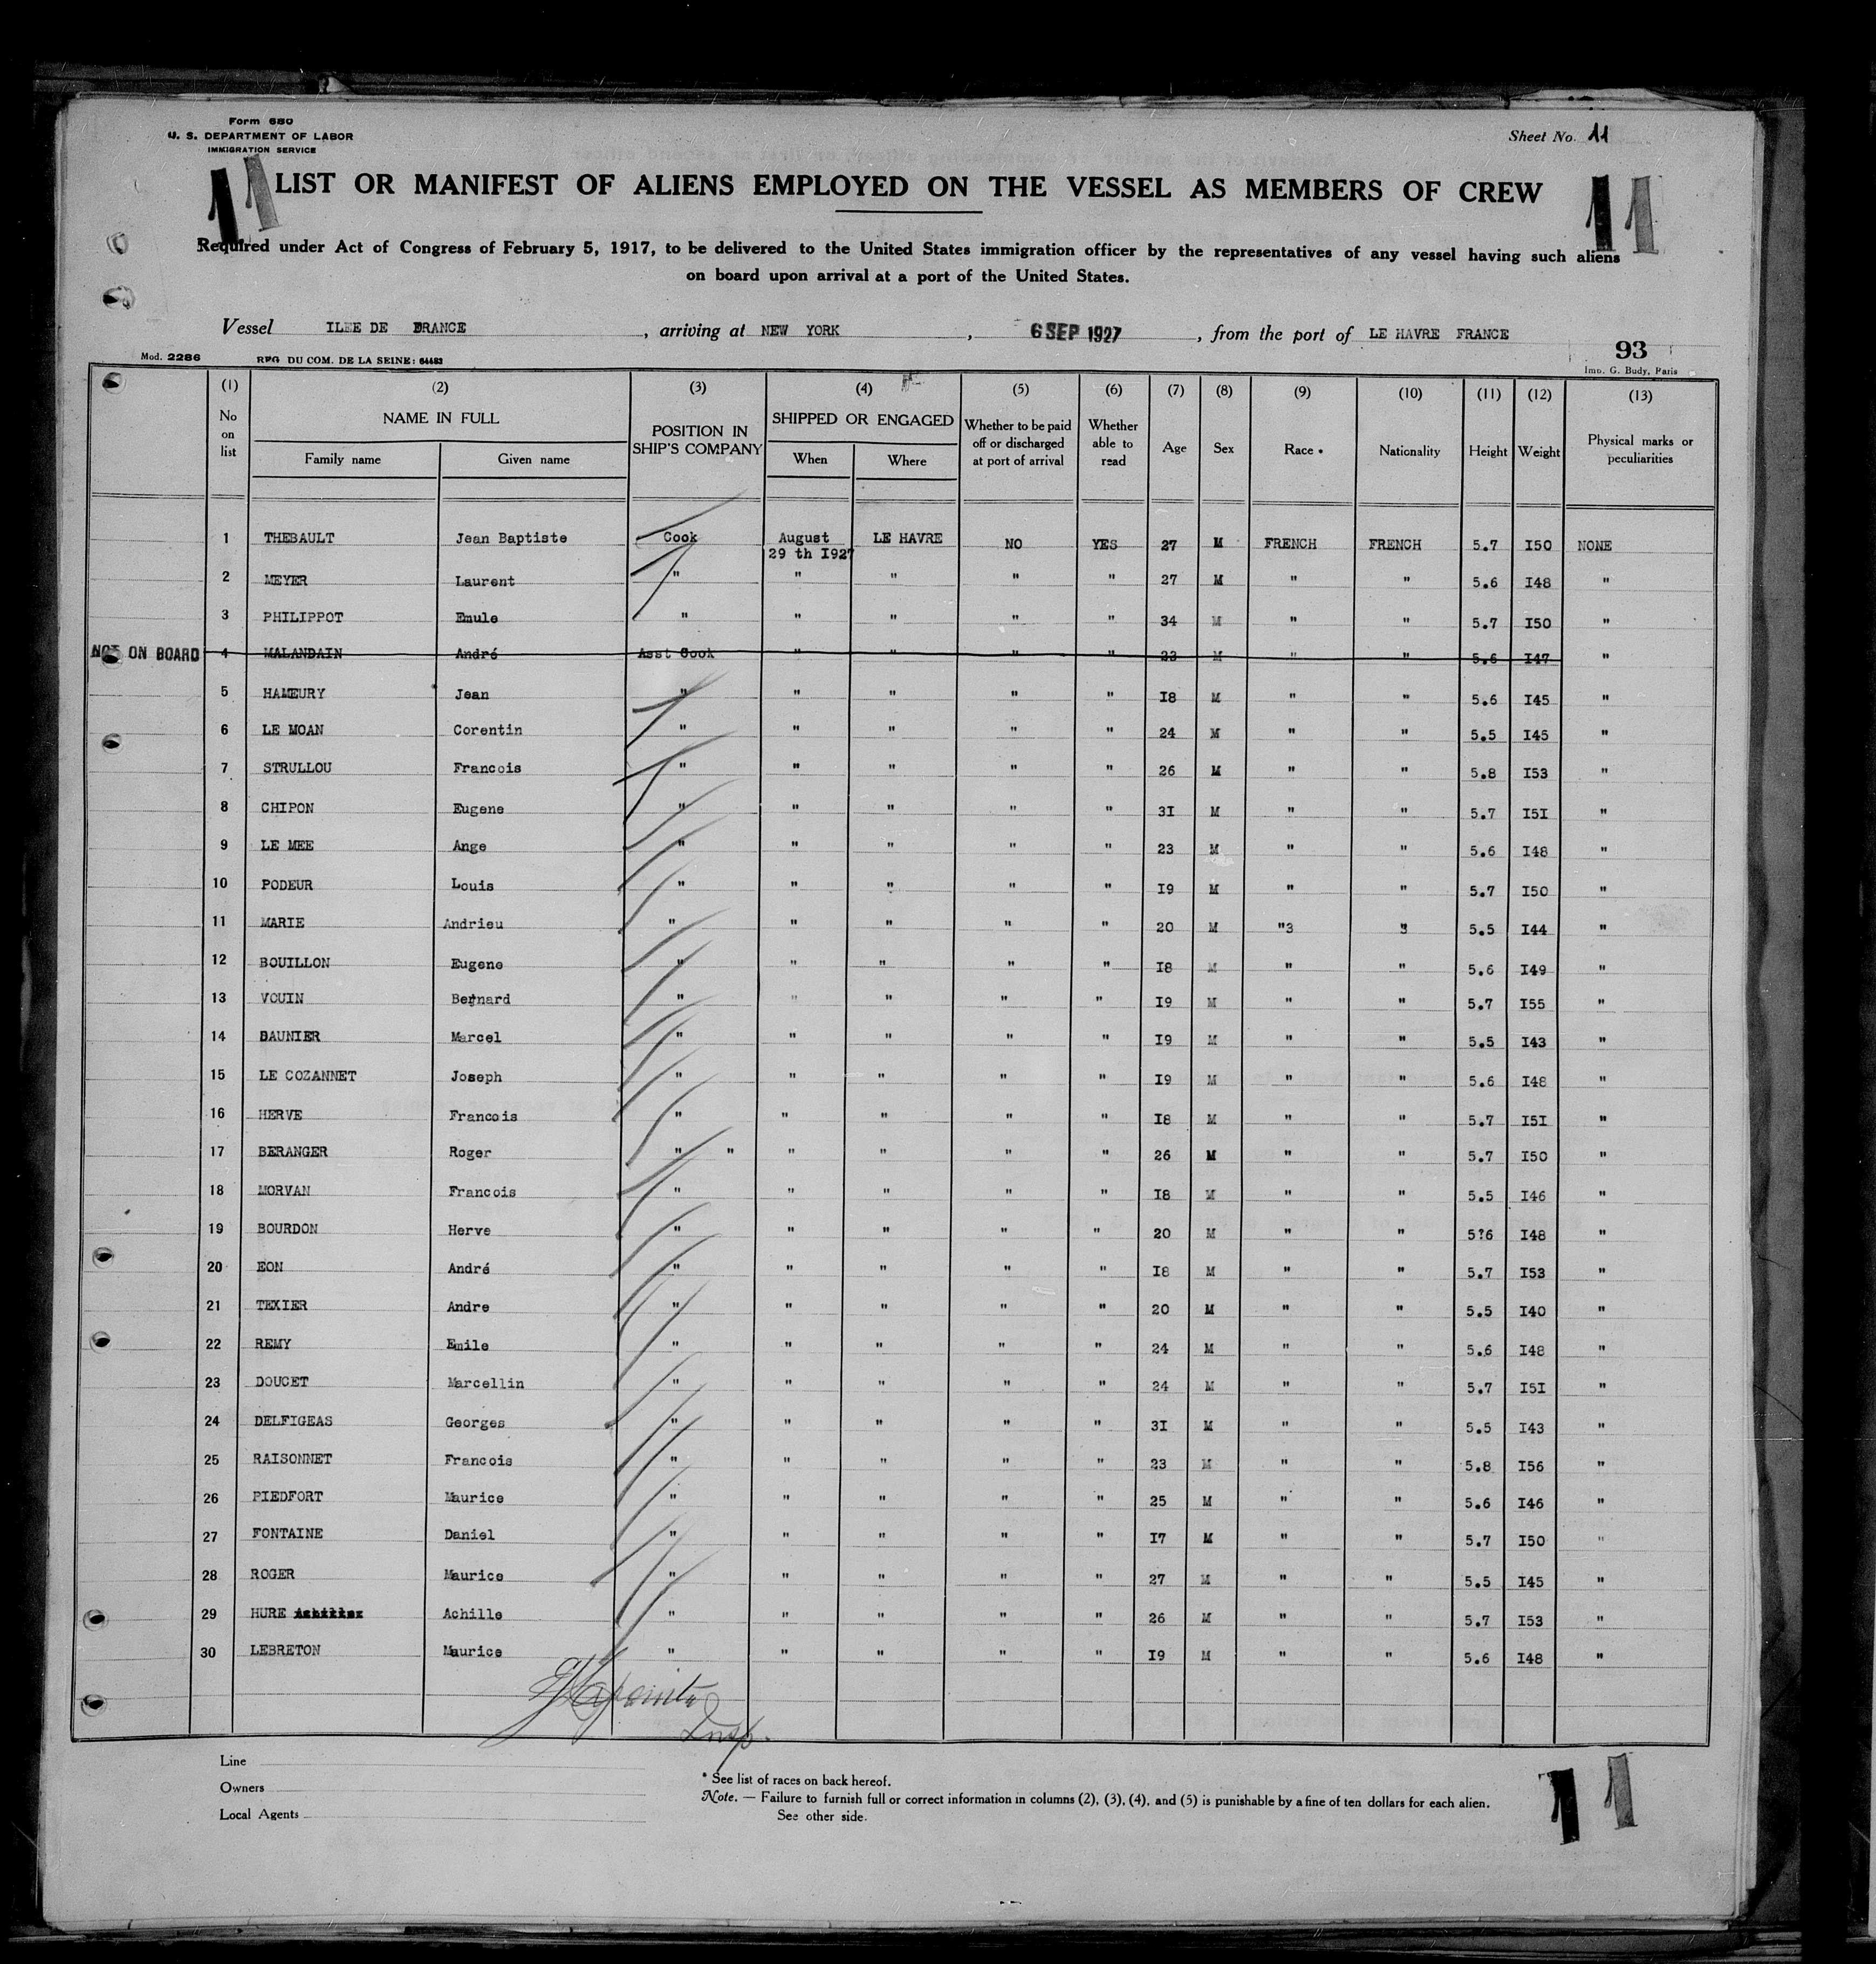 Form 680
U. S. DEPARTMENT OF LABOR
IMMIGRATION SERVICE
Sheet No. 11
11
11
LIST OR MANIFEST OF ALIENS EMPLOYED ON THE VESSEL AS MEMBERS OF CREW
Required under Act of Congress of February 5, 1917, to be delivered to the United States immigration officer by the representatives of any vessel having such aliens
on board upon arrival at a port of the United States.
Vessel ILEE DE FRANCE, arriving at NEW YORK, 6 SEP 1927, from the port of LE HAVRE FRANCE
Mod. 2286 REG DU COM. DE LA SEINE: 64483 93
Imp. G. Budy, Paris
(1) (2) (3) (4) (5) (6) (7) (8) (9) (10) (11) (12) (13)
No on list NAME IN FULL Family name Given name POSITION IN SHIP'S COMPANY SHIPPED OR ENGAGED When Where Whether to be paid off or discharged at port of arrival Whether able to read Age Sex Race * Nationality Height Weight Physical marks or peculiarities
1 THEBAULT Jean Baptiste Cook August 29 th I927 LE HAVRE NO YES 27 M FRENCH FRENCH 5.7 I50 NONE
2 MEYER Laurent " " " " " 27 M " " 5.6 I48 "
3 PHILIPPOT Emule " " " " " 34 M " " 5.7 I50 "
NOT ON BOARD 4 MALANDAIN André Asst Cook " " " " 23 M " " 5.6 I47 "
5 HAMEURY Jean " " " " " I8 M " " 5.6 I45 "
6 LE MOAN Corentin " " " " " 24 M " " 5.5 I45 "
7 STRULLOU Francois " " " " " 26 M " " 5.8 I53 "
8 CHIPON Eugene " " " " " 3I M " " 5.7 I5I "
9 LE MEE Ange " " " " " 23 M " " 5.6 I48 "
10 PODEUR Louis " " " " " I9 M " " 5.7 I50 "
11 MARIE Andrieu " " " " " 20 M "3 " 5.5 I44 "
12 BOUILLON Eugene " " " " " I8 M " " 5.6 I49 "
13 VOUIN Bernard " " " " " I9 M " " 5.7 I55 "
14 DAUNIER Marcel " " " " " I9 M " " 5.5 I43 "
15 LE COZANNET Joseph " " " " " I9 M " " 5.6 I48 "
16 HERVE Francois " " " " " I8 M " " 5.7 I5I "
17 BERANGER Roger " " " " " " 26 M " " 5.7 I50 "
18 MORVAN Francois " " " " " I8 M " " 5.5 I46 "
19 BOURDON Herve " " " " " 20 M " " 5?6 I48 "
20 EON André " " " " " I8 M " " 5.7 I53 "
21 TEXIER Andre " " " " " 20 M " " 5.5 I40 "
22 REMY Emile " " " " " 24 M " " 5.6 I48 "
23 DOUCET Marcellin " " " " " 24 M " " 5.7 I5I "
24 DELFIGEAS Georges " " " " " 3I M " " 5.5 I43 "
25 RAISONNET Francois " " " " " 23 M " " 5.8 I56 "
26 PIEDFORT Maurice " " " " " 25 M " " 5.6 I46 "
27 FONTAINE Daniel " " " " " I7 M " " 5.7 I50 "
28 ROGER Maurice " " " " " 27 M " " 5.5 I45 "
29 HURE Achille " " " " " 26 M " " 5.7 I53 "
30 LEBRETON Maurice " " " " " I9 M " " 5.6 I48 "
Insp.
Line
Owners
Local Agents
* See list of races on back hereof.
Note. — Failure to furnish full or correct information in columns (2), (3), (4), and (5) is punishable by a fine of ten dollars for each alien.
See other side.
11